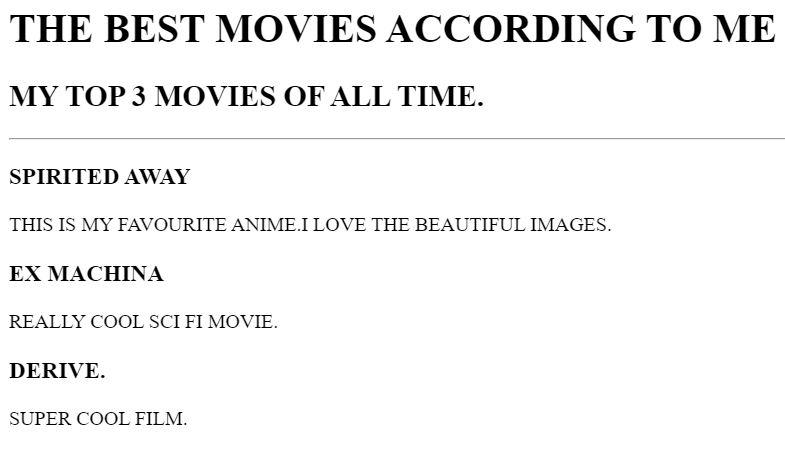 THE BEST MOVIES ACCORDING TO ME
MY TOP 3 MOVIES OF ALL TIME.
SPIRITED AWAY
THIS IS MY FAVOURITE ANIME.I LOVE THE BEAUTIFUL IMAGES.
EX MACHINA
REALLY COOL SCI FI MOVIE.
DERIVE.
SUPER COOL FILM.